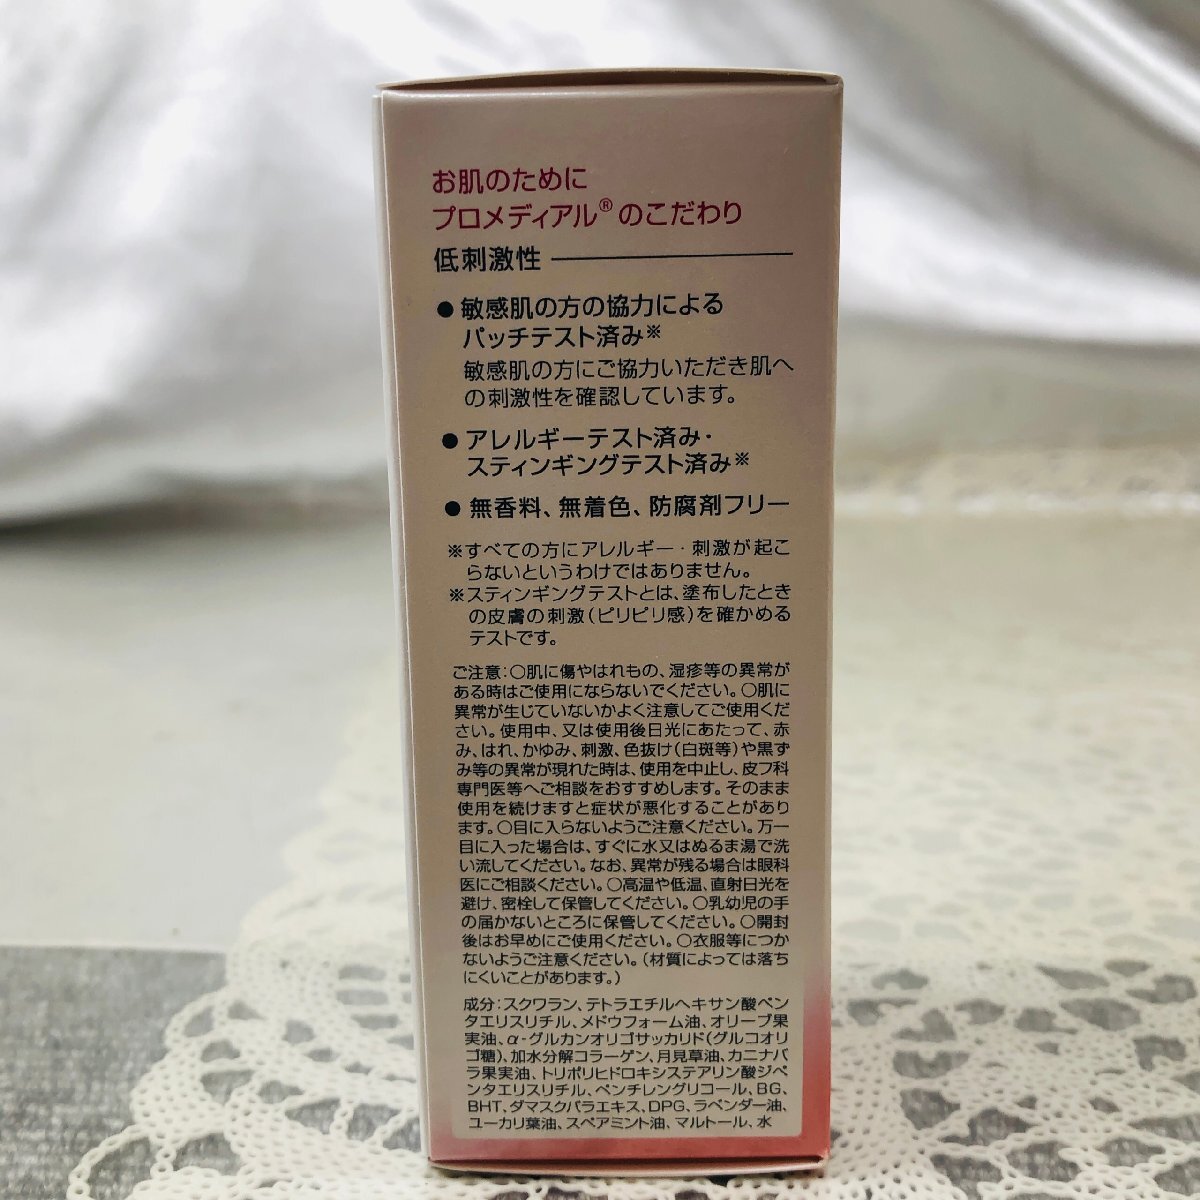 お肌のために
プロメディアル®のこだわり
低刺激性
●敏感肌の方の協力による
パッチテスト済み※
敏感肌の方にご協力いただき肌へ
の刺激性を確認しています。
●アレルギーテスト済み・
スティンギングテスト済み※
●無香料、無着色、防腐剤フリー
※すべての方にアレルギー・刺激が起こ
らないというわけではありません。
※スティンギングテストとは、塗布したとき
の皮膚の刺激(ピリピリ感)を確かめる
テストです。
ご注意:○肌に傷やはれもの、湿疹等の異常が
ある時はご使用にならないでください。○肌に
異常が生じていないかよく注意してご使用くだ
さい。使用中、又は使用後日光にあたって、赤
み、はれ、かゆみ、刺激、色抜け(白斑等)や黒ず
み等の異常が現れた時は、使用を中止し、皮フ科
専門医等へご相談をおすすめします。そのまま
使用を続けますと症状が悪化することがあり
ます。○目に入らないようご注意ください。万一
目に入った場合は、すぐに水又はぬるま湯で洗
い流してください。なお、異常が残る場合は眼科
医にご相談ください。○高温や低温、直射日光を
避け、密栓して保管してください。○乳幼児の手
の届かないところに保管してください。○開封
後はお早めにご使用ください。○衣服等につか
ないようご注意ください。(材質によっては落ち
にくいことがあります。)
成分:スクワラン、テトラエチルヘキサン酸ペン
タエリスリチル、メドウフォーム油、オリーブ果
実油、α-グルカンオリゴサッカリド(グルコオリ
ゴ糖)、加水分解コラーゲン、月見草油、カニナバ
ラ果実油、トリポリヒドロキシステアリン酸ジペ
ンタエリスリチル、ペンチレングリコール、BG、
BHT、ダマスクバラエキス、DPG、ラベンダー油、
ユーカリ葉油、スペアミント油、マルトール、水